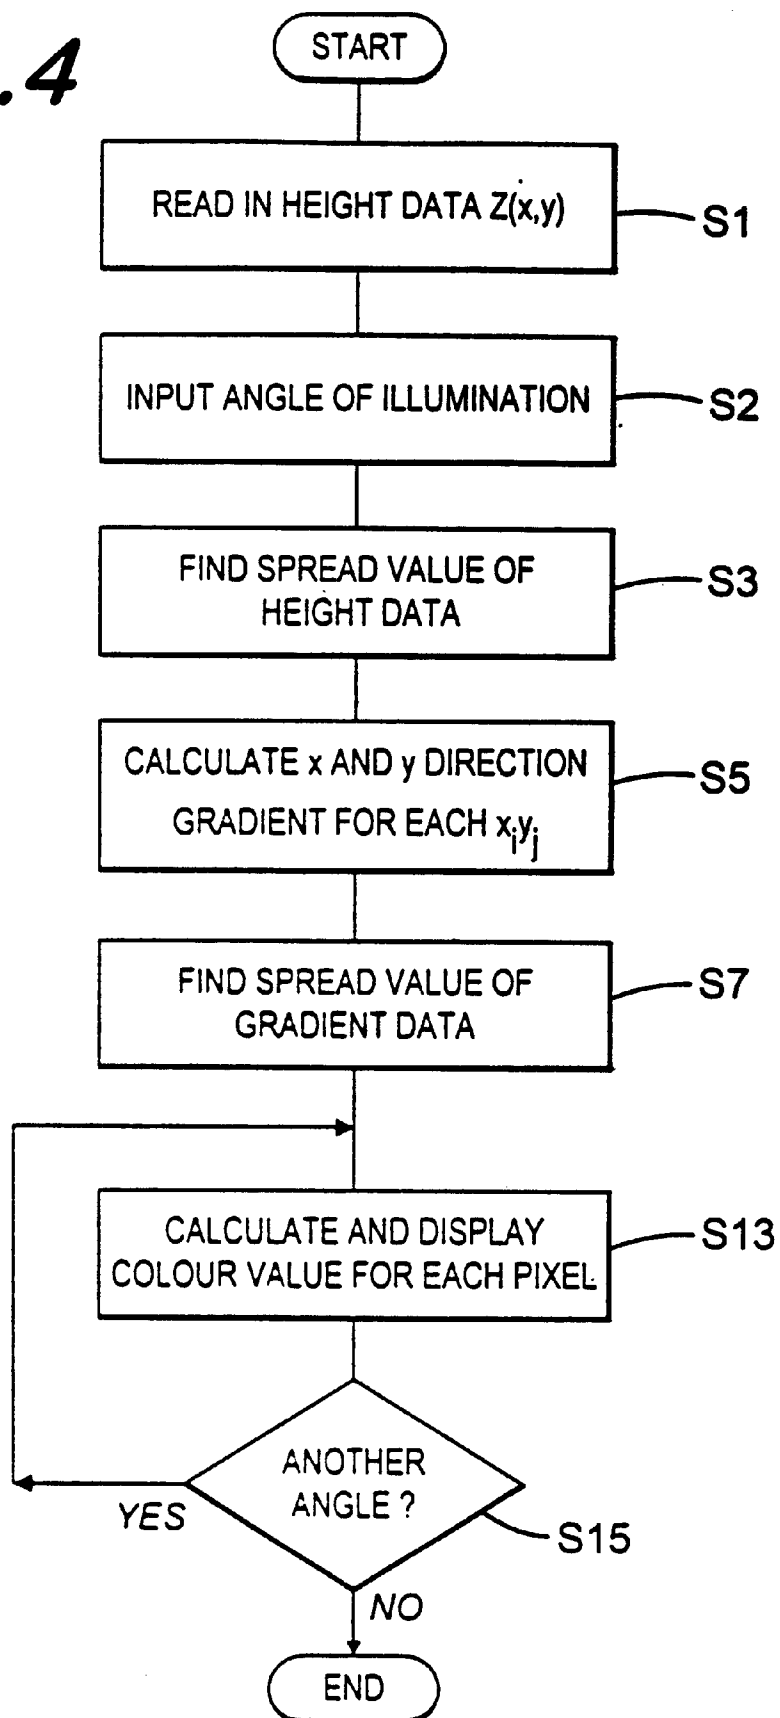 .4
START
READ IN HEIGHT DATA Z(x,y)
S1
INPUT ANGLE OF ILLUMINATION
S2
FIND SPREAD VALUE OF
HEIGHT DATA
S3
CALCULATE x AND y DIRECTION
GRADIENT FOR EACH xᵢyⱼ
S5
FIND SPREAD VALUE OF
GRADIENT DATA
S7
CALCULATE AND DISPLAY
COLOUR VALUE FOR EACH PIXEL
S13
ANOTHER
ANGLE ?
YES
S15
NO
END